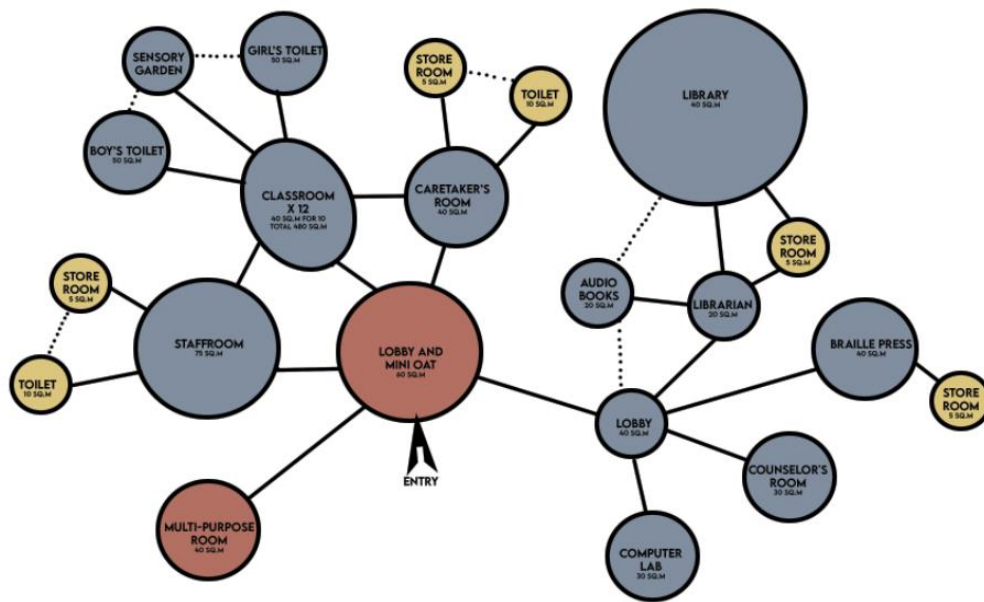 SENSORY
GARDEN
GIRL'S TOILET
50 SQ.M
BOY'S TOILET
50 SQ.M
STORE
ROOM
5 SQ.M
TOILET
10 SQ.M
CLASSROOM
X 12
40 SQ.M FOR 10
TOTAL 480 SQ.M
CARETAKER'S
ROOM
40 SQ.M
LIBRARY
40 SQ.M
STORE
ROOM
5 SQ.M
AUDIO
BOOKS
20 SQ.M
LIBRARIAN
20 SQ.M
STORE
ROOM
5 SQ.M
TOILET
10 SQ.M
STAFFROOM
75 SQ.M
LOBBY AND
MINI OAT
60 SQ.M
ENTRY
BRAILLE PRESS
40 SQ.M
STORE
ROOM
5 SQ.M
LOBBY
40 SQ.M
COUNSELOR'S
ROOM
30 SQ.M
COMPUTER
LAB
30 SQ.M
MULTI-PURPOSE
ROOM
40 SQ.M